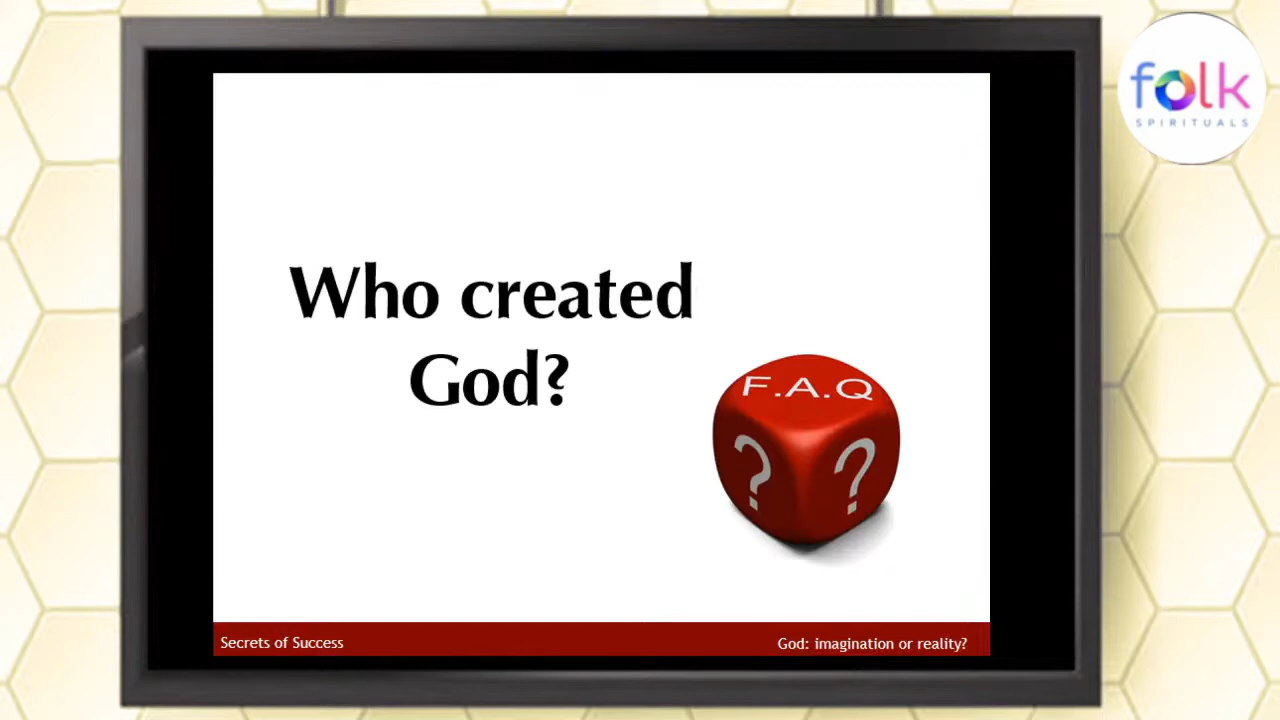 folk
SPIRITUALS
Who created
God?
F.A.Q
? ?
Secrets of Success
God: imagination or reality?